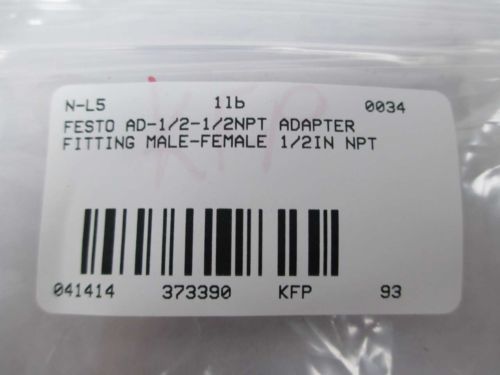 N-L5 1lb 0034
FESTO AD-1/2-1/2NPT ADAPTER
FITTING MALE-FEMALE 1/2IN NPT
KFP
041414 373390 KFP 93